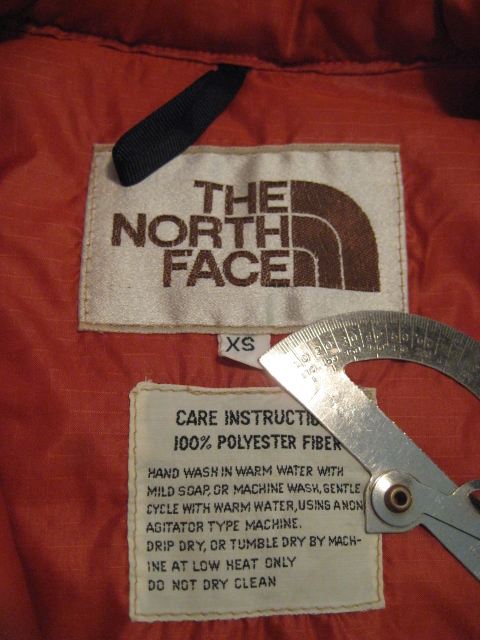 THE
NORTH
FACE
XS
CARE
100% POLYESTER FIBER
HAND WASH IN WARM WATER WITH
MILD SOAP, OR MACHINE WASH, GENTLE
CYCLE WITH WARM WATER, USING A NON
AGITATOR TYPE MACHINE.
DRIP DRY, OR TUMBLE DRY BY MACH-
INE AT LOW HEAT ONLY
DO NOT DRY CLEAN